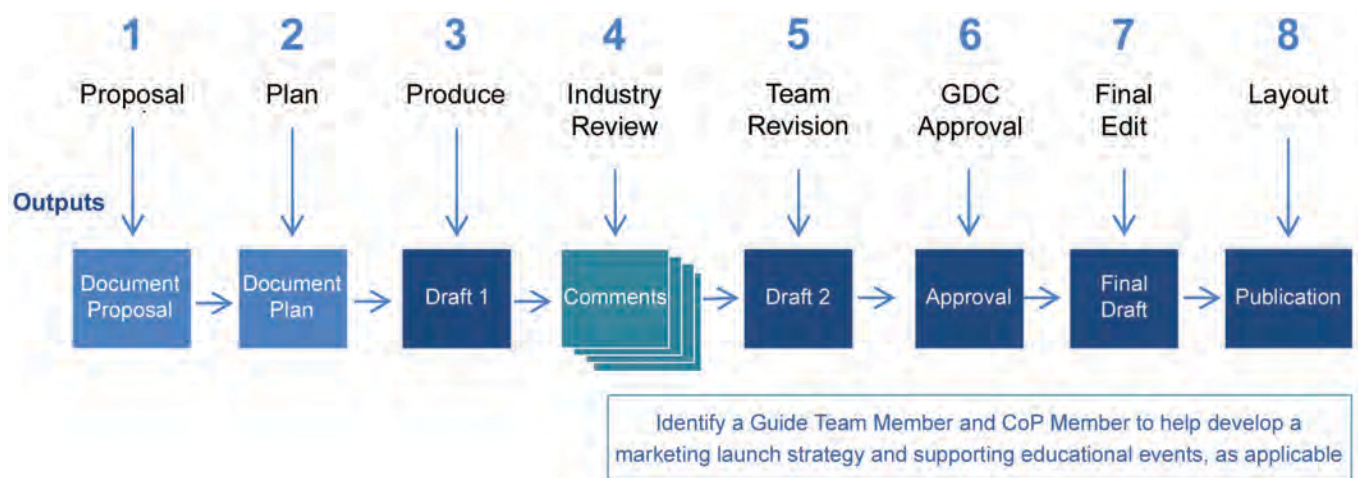 1 2 3 4 5 6 7 8
Proposal Plan Produce Industry Team GDC Final Layout
Review Revision Approval Edit
Outputs
Document Document Draft 1 Comments Draft 2 Approval Final Publication
Proposal Plan Draft
Identify a Guide Team Member and CoP Member to help develop a
marketing launch strategy and supporting educational events, as applicable